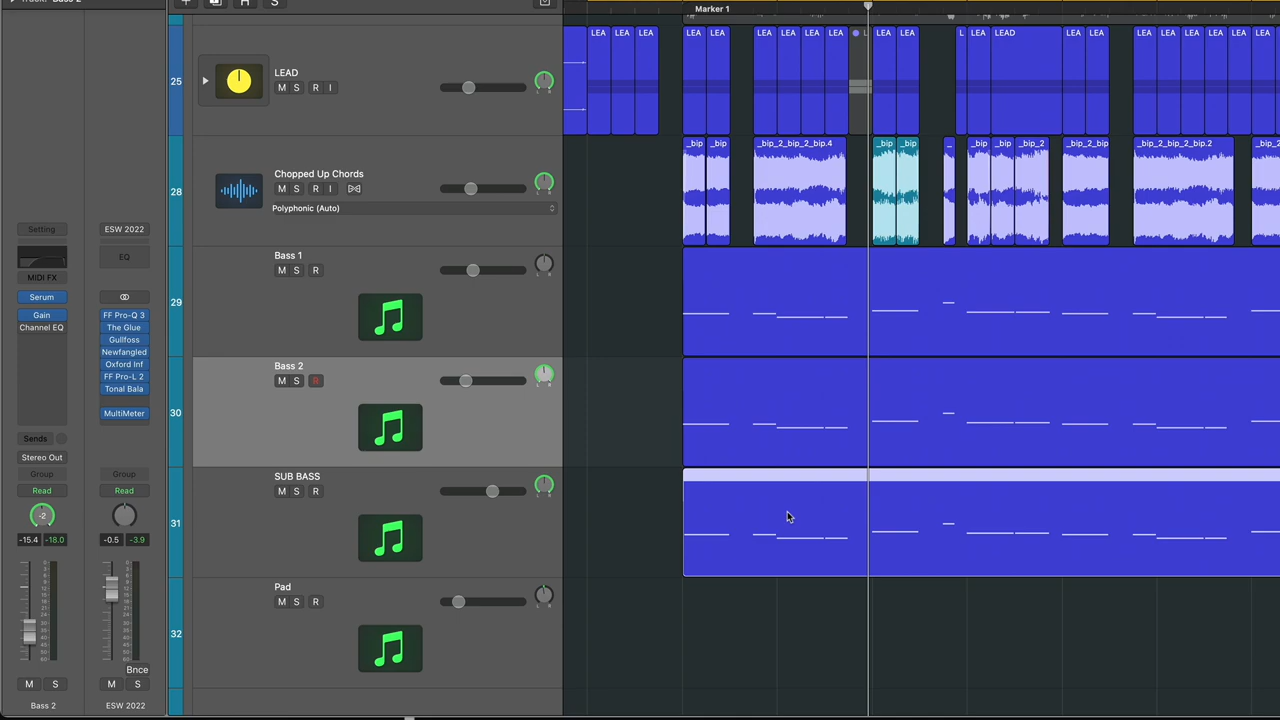 Marker 1
25
LEAD
M S R I
LEA LEA LEA LEA LEA LEA LEA LEA LEA L LEA LEA L LEA LEAD LEA LEA LEA LEA LEA LEA LEA LEA
28
Chopped Up Chords
M S R I
Polyphonic (Auto)
_bip _bip _bip_2_bip_2_bip.4 _bip _bip _ _bip _bip _bip_2 _bip_2_bip _bip_2_bip_2_bip.2 _bip_2
29
Bass 1
M S R
30
Bass 2
M S R
31
SUB BASS
M S R
32
Pad
M S R
Setting ESW 2022
EQ
MIDI FX
Serum
Gain FF Pro-Q 3
Channel EQ The Glue
Gullfoss
Newfangled
Oxford Inf
FF Pro-L 2
Tonal Bala
MultiMeter
Sends
Stereo Out
Group Group
Read Read
-2
-15.4 -18.0 -0.5 -3.9
Bnce
M S M S
Bass 2 ESW 2022